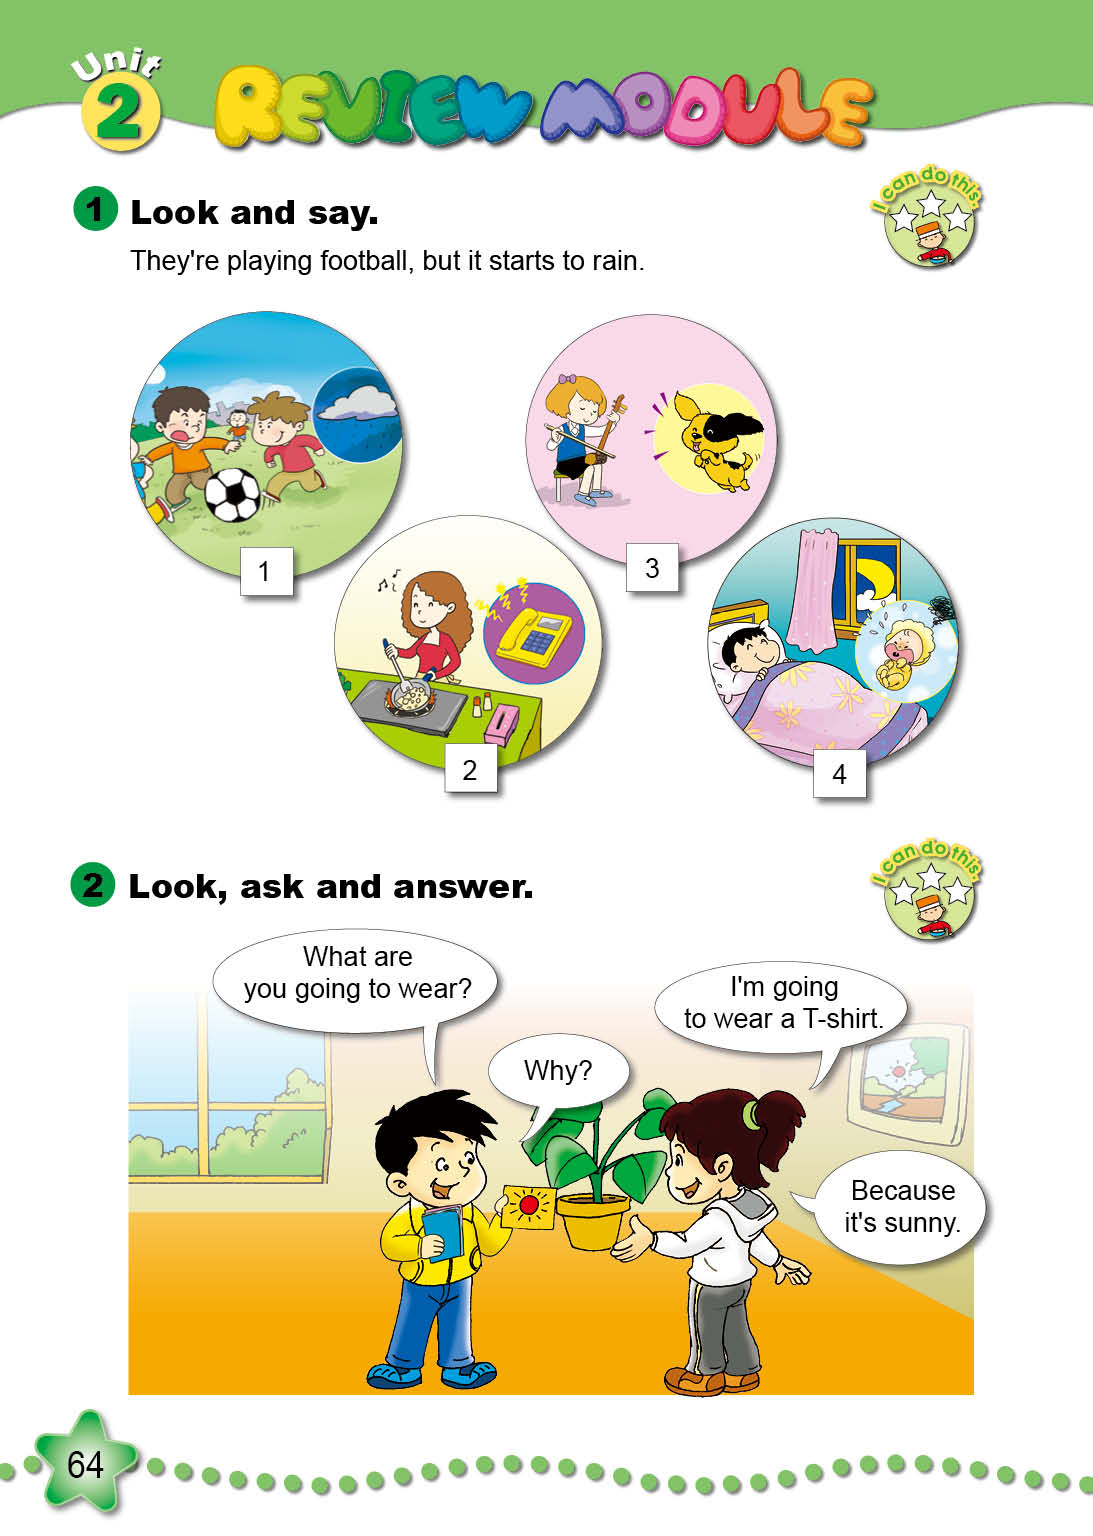 Unit
2
REVIEW MODULE
1 Look and say.
I can do this.
They're playing football, but it starts to rain.
1
3
2
4
2 Look, ask and answer.
I can do this.
What are
you going to wear?
I'm going
to wear a T-shirt.
Why?
Because
it's sunny.
64